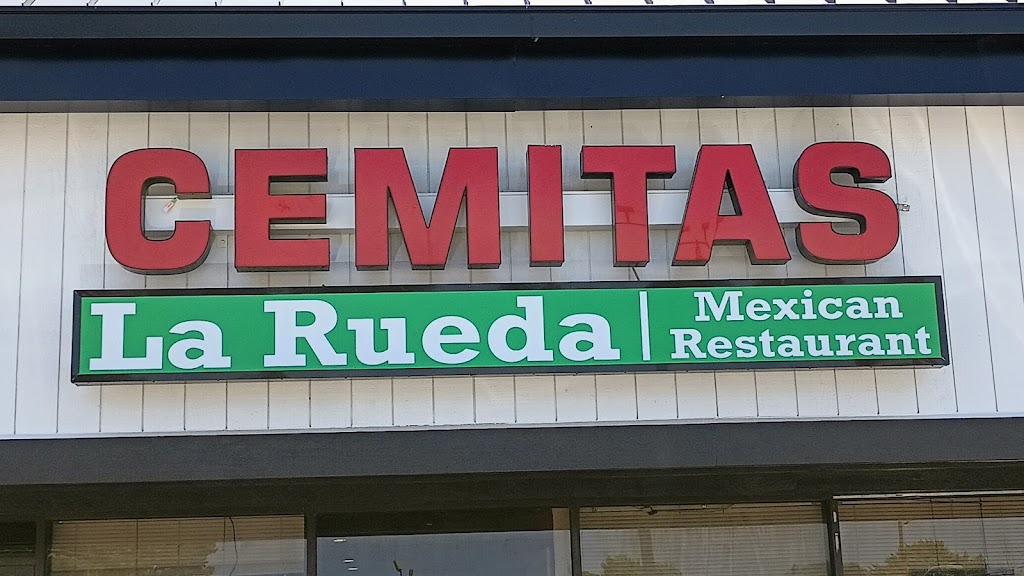 CEMITAS
La Rueda
Mexican
Restaurant